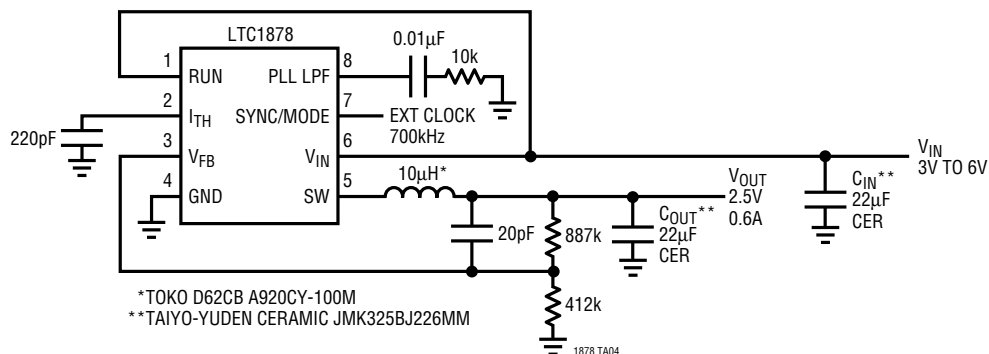 LTC1878
1
RUN
2
I_TH
3
V_FB
4
GND
8
PLL LPF
7
SYNC/MODE
6
V_IN
5
SW
220pF
0.01μF
10k
EXT CLOCK
700kHz
10μH*
20pF
887k
412k
V_OUT
2.5V
0.6A
C_OUT**
22μF
CER
V_IN
3V TO 6V
C_IN**
22μF
CER
*TOKO D62CB A920CY-100M
**TAIYO-YUDEN CERAMIC JMK325BJ226MM
1878 TA04